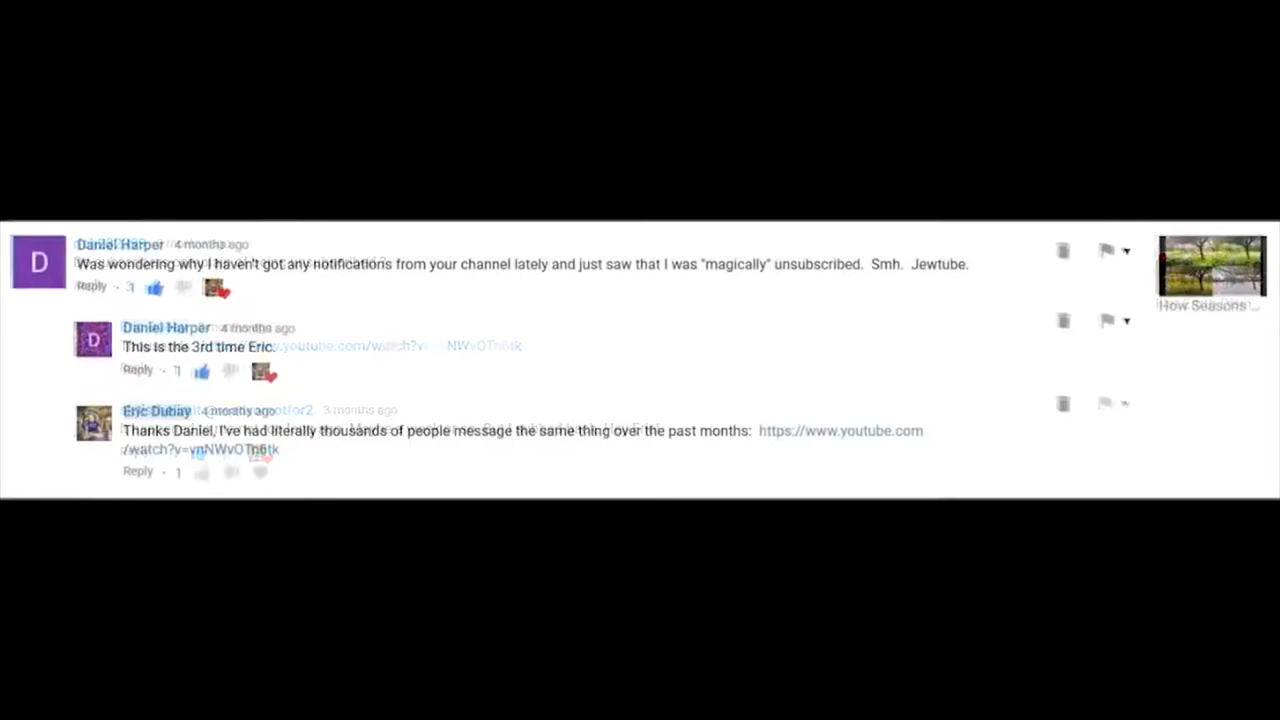 D
Daniel Harper 4 months ago
Was wondering why I haven't got any notifications from your channel lately and just saw that I was "magically" unsubscribed. Smh. Jewtube.
Reply
How Seasons ...
D
Daniel Harper 4 months ago
This is the 3rd time Eric.
Reply · 1
Eric Dubay 4 months ago
3 months ago
Thanks Daniel, I've had literally thousands of people message the same thing over the past months: https://www.youtube.com
/watch?v=vnNWvOTn6tk
Reply · 1